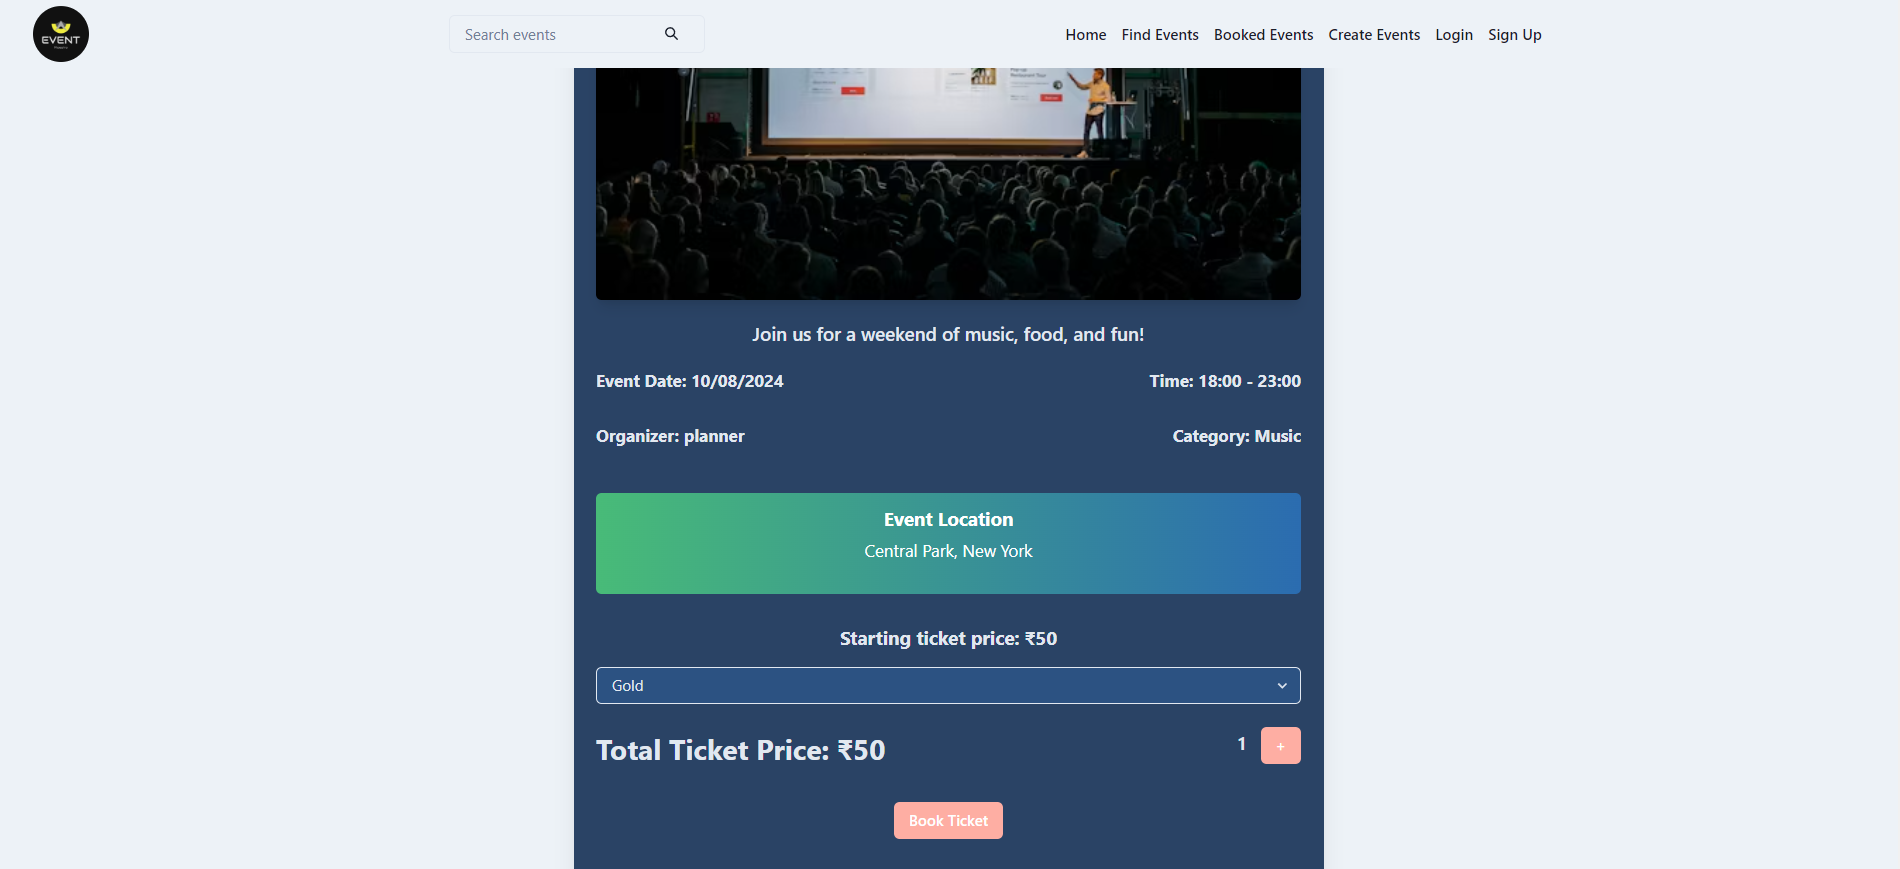 EVENT
Search events
Home Find Events Booked Events Create Events Login Sign Up
Join us for a weekend of music, food, and fun!
Event Date: 10/08/2024 Time: 18:00 - 23:00
Organizer: planner Category: Music
Event Location
Central Park, New York
Starting ticket price: ₹50
Gold
Total Ticket Price: ₹50 1 +
Book Ticket